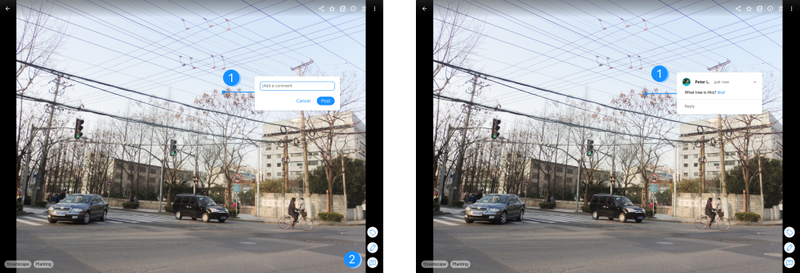 1
Add a comment
Cancel
Post
2
Streetscape
Planting
1
Peter L. just now
What tree is this? @all
Reply
Streetscape
Planting